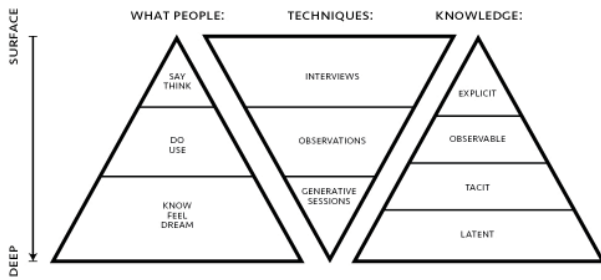 WHAT PEOPLE:
TECHNIQUES:
KNOWLEDGE:
SURFACE
DEEP
SAY
THINK
DO
USE
KNOW
FEEL
DREAM
INTERVIEWS
OBSERVATIONS
GENERATIVE
SESSIONS
EXPLICIT
OBSERVABLE
TACIT
LATENT